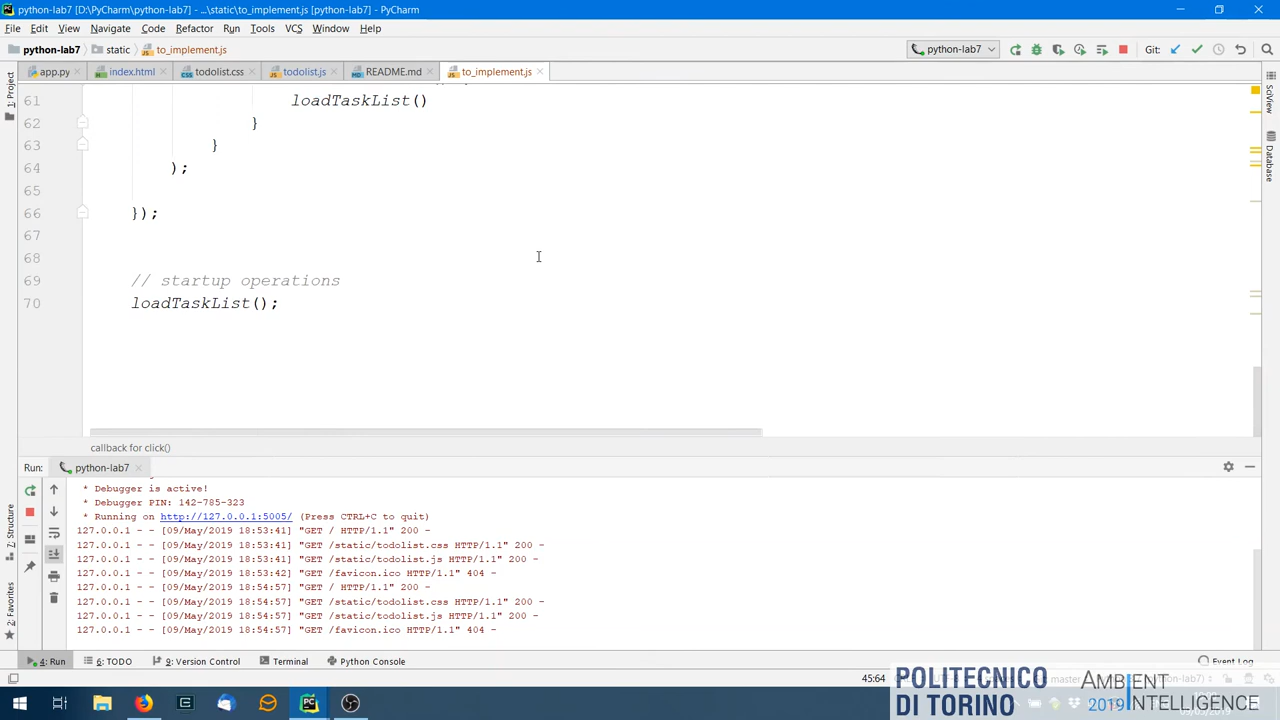 python-lab7 [D:\PyCharm\python-lab7] - ...\static\to_implement.js [python-lab7] - PyCharm
File Edit View Navigate Code Refactor Run Tools VCS Window Help
python-lab7 static to_implement.js python-lab7 Git:
app.py index.html todolist.css todolist.js README.md to_implement.js
1: Project
SciView
Database
61 loadTaskList()
62 }
63 }
64 );
65
66 });
67
68
69 // startup operations
70 loadTaskList();
callback for click()
Run: python-lab7
* Debugger is active!
* Debugger PIN: 142-785-323
* Running on http://127.0.0.1:5005/ (Press CTRL+C to quit)
127.0.0.1 - - [09/May/2019 18:53:41] "GET / HTTP/1.1" 200 -
127.0.0.1 - - [09/May/2019 18:53:41] "GET /static/todolist.css HTTP/1.1" 200 -
127.0.0.1 - - [09/May/2019 18:53:41] "GET /static/todolist.js HTTP/1.1" 200 -
127.0.0.1 - - [09/May/2019 18:53:42] "GET /favicon.ico HTTP/1.1" 404 -
127.0.0.1 - - [09/May/2019 18:54:57] "GET / HTTP/1.1" 200 -
127.0.0.1 - - [09/May/2019 18:54:57] "GET /static/todolist.css HTTP/1.1" 200 -
127.0.0.1 - - [09/May/2019 18:54:57] "GET /static/todolist.js HTTP/1.1" 200 -
127.0.0.1 - - [09/May/2019 18:54:57] "GET /favicon.ico HTTP/1.1" 404 -
Z: Structure
2: Favorites
4: Run 6: TODO 9: Version Control Terminal Python Console Event Log
45:64
POLITECNICO
DI TORINO
AMBIENT
2019 INTELLIGENCE